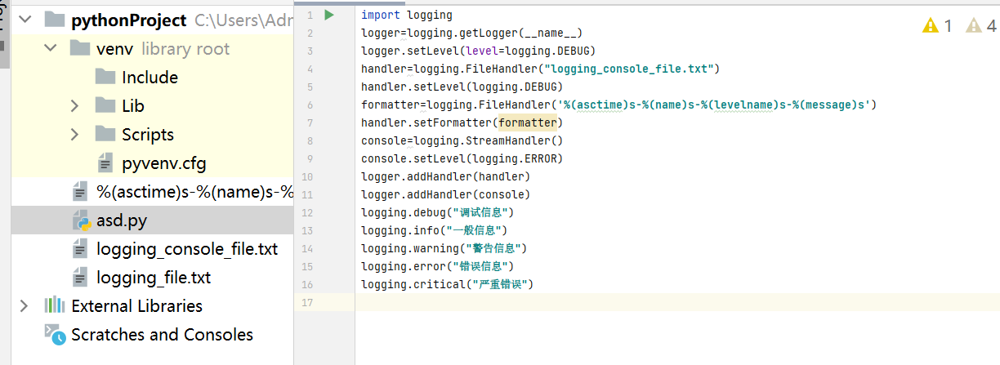 pythonProject C:\Users\Adr
venv library root
Include
Lib
Scripts
pyvenv.cfg
%(asctime)s-%(name)s-%
asd.py
logging_console_file.txt
logging_file.txt
External Libraries
Scratches and Consoles
1 import logging
2 logger=logging.getLogger(__name__)
3 logger.setLevel(level=logging.DEBUG)
4 handler=logging.FileHandler("logging_console_file.txt")
5 handler.setLevel(logging.DEBUG)
6 formatter=logging.FileHandler('%(asctime)s-%(name)s-%(levelname)s-%(message)s')
7 handler.setFormatter(formatter)
8 console=logging.StreamHandler()
9 console.setLevel(logging.ERROR)
10 logger.addHandler(handler)
11 logger.addHandler(console)
12 logging.debug("调试信息")
13 logging.info("一般信息")
14 logging.warning("警告信息")
15 logging.error("错误信息")
16 logging.critical("严重错误")
17
1 4